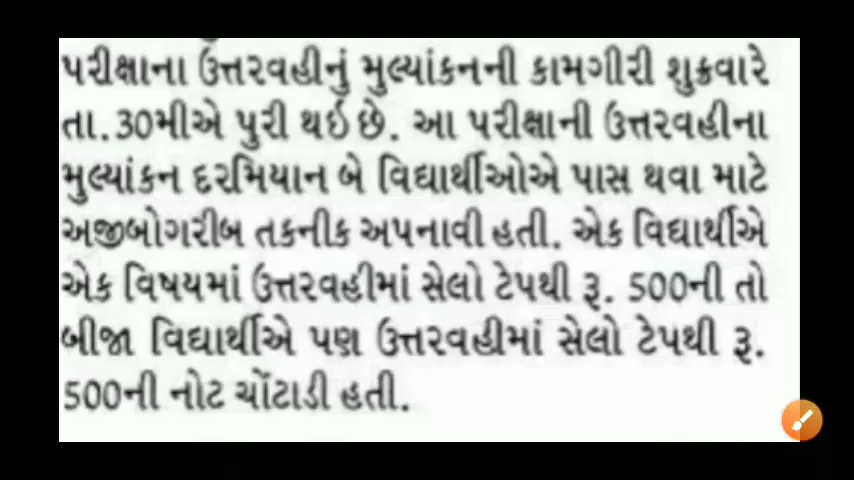 પરીક્ષાના ઉત્તરવહીનું મુલ્યાંકનની કામગીરી શુક્રવારે
તા.30મીએ પુરી થઇ છે. આ પરીક્ષાની ઉત્તરવહીના
મુલ્યાંકન દરમિયાન બે વિદ્યાર્થીઓએ પાસ થવા માટે
અજીબોગરીબ તકનીક અપનાવી હતી. એક વિદ્યાર્થીએ
એક વિષયમાં ઉત્તરવહીમાં સેલો ટેપથી રૂ. 500ની તો
બીજા વિદ્યાર્થીએ પણ ઉત્તરવહીમાં સેલો ટેપથી રૂ.
500ની નોટ ચોંટાડી હતી.